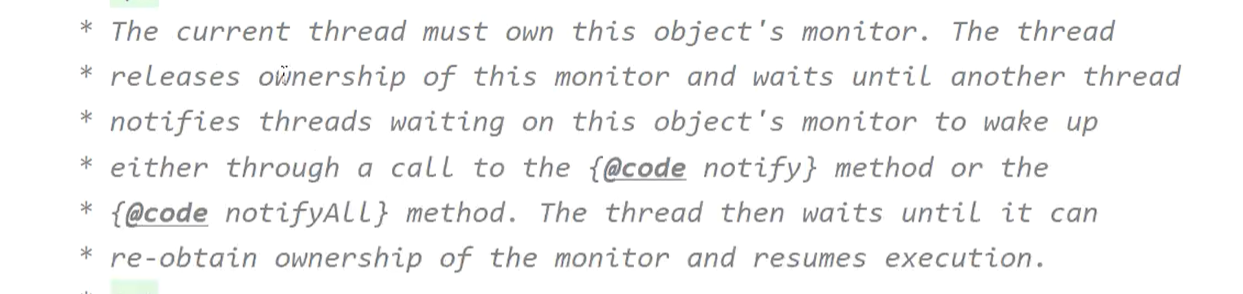 * The current thread must own this object's monitor. The thread
* releases ownership of this monitor and waits until another thread
* notifies threads waiting on this object's monitor to wake up
* either through a call to the {@code notify} method or the
* {@code notifyAll} method. The thread then waits until it can
* re-obtain ownership of the monitor and resumes execution.